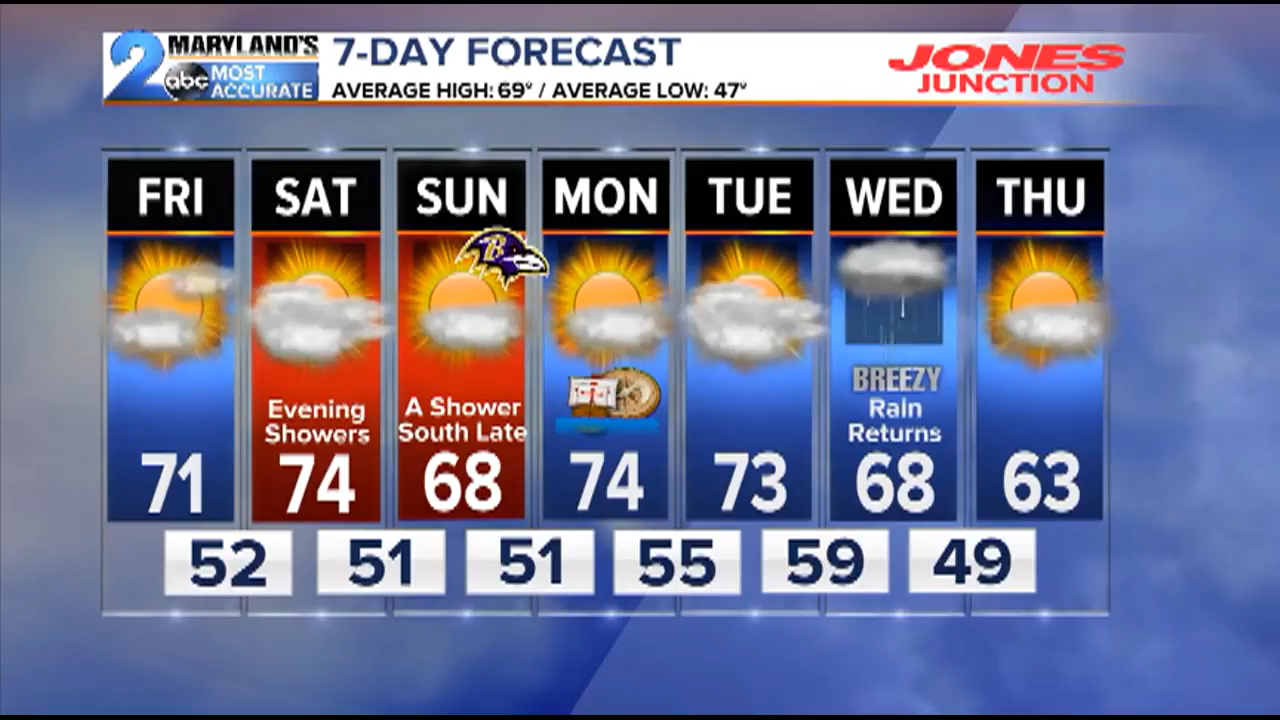 2
abc
MARYLAND'S
MOST
ACCURATE
7-DAY FORECAST
AVERAGE HIGH: 69° / AVERAGE LOW: 47°
JONES
JUNCTION
FRI
SAT
SUN
MON
TUE
WED
THU
B
Evening
Showers
A Shower
South Late
BREEZY
Rain
Returns
71
74
68
74
73
68
63
52
51
51
55
59
49